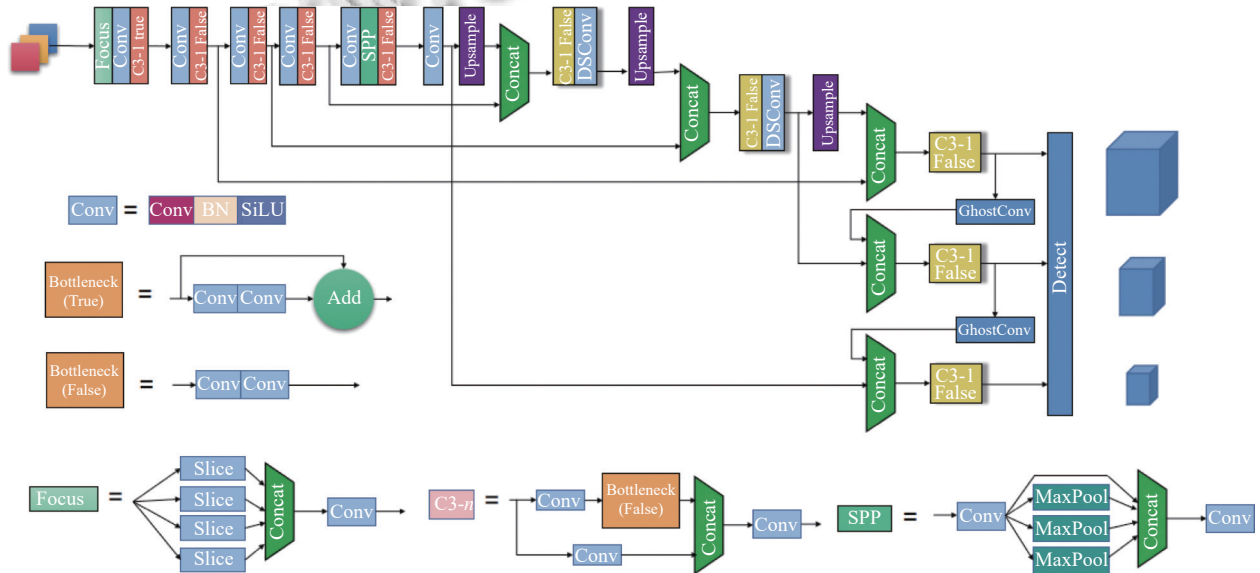 Focus
Conv
C3-1 true
Conv
C3-1 False
Conv
C3-1 False
Conv
C3-1 False
Conv
SPP
C3-1 False
Conv
Upsample
Concat
C3-1 False
DSConv
Upsample
Concat
C3-1 False
DSConv
Upsample
Concat
C3-1
False
GhostConv
Concat
C3-1
False
GhostConv
Concat
C3-1
False
Detect
Conv = Conv BN SiLU
Bottleneck
(True)
=
Conv Conv
Add
Bottleneck
(False)
=
Conv Conv
Focus =
Slice
Slice
Slice
Slice
Concat
Conv
C3-n =
Conv
Bottleneck
(False)
Conv
Concat
Conv
SPP =
Conv
MaxPool
MaxPool
MaxPool
Concat
Conv